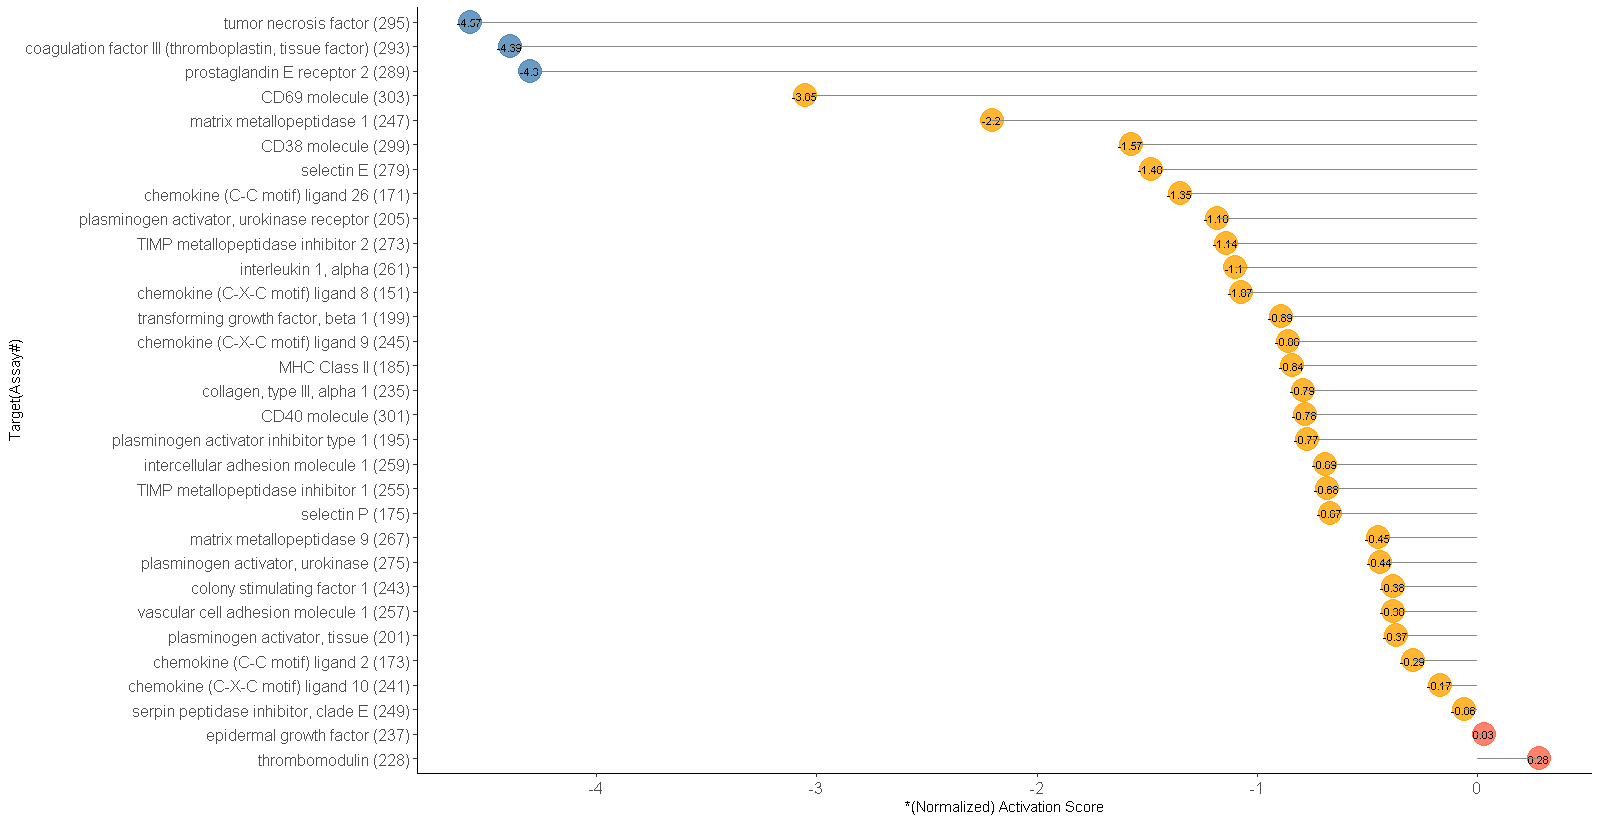 tumor necrosis factor (295) -4.57
coagulation factor III (thromboplastin, tissue factor) (293) -4.39
prostaglandin E receptor 2 (289) -4.3
CD69 molecule (303) -3.05
matrix metallopeptidase 1 (247) -2.2
CD38 molecule (299) -1.57
selectin E (279) -1.48
chemokine (C-C motif) ligand 26 (171) -1.35
plasminogen activator, urokinase receptor (205) -1.18
TIMP metallopeptidase inhibitor 2 (273) -1.14
interleukin 1, alpha (261) -1.1
chemokine (C-X-C motif) ligand 8 (151) -1.07
transforming growth factor, beta 1 (199) -0.89
chemokine (C-X-C motif) ligand 9 (245) -0.86
MHC Class II (185) -0.84
collagen, type III, alpha 1 (235) -0.79
CD40 molecule (301) -0.78
plasminogen activator inhibitor type 1 (195) -0.77
intercellular adhesion molecule 1 (259) -0.69
TIMP metallopeptidase inhibitor 1 (255) -0.68
selectin P (175) -0.67
matrix metallopeptidase 9 (267) -0.45
plasminogen activator, urokinase (275) -0.44
colony stimulating factor 1 (243) -0.38
vascular cell adhesion molecule 1 (257) -0.38
plasminogen activator, tissue (201) -0.37
chemokine (C-C motif) ligand 2 (173) -0.29
chemokine (C-X-C motif) ligand 10 (241) -0.17
serpin peptidase inhibitor, clade E (249) -0.06
epidermal growth factor (237) 0.03
thrombomodulin (228) 0.28
Target(Assay#)
-4 -3 -2 -1 0
*(Normalized) Activation Score